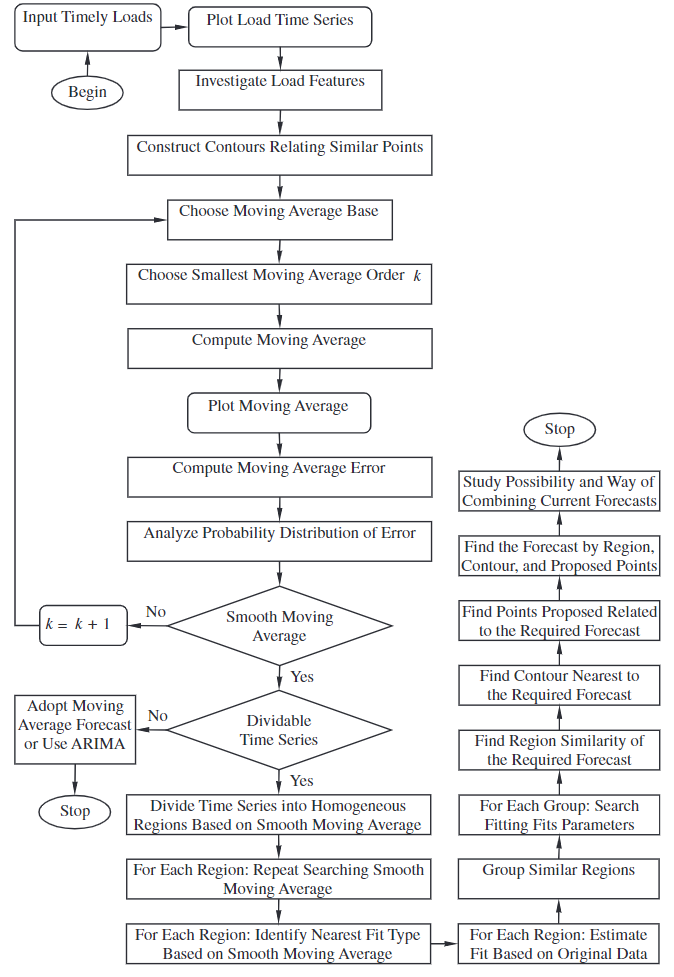 Input Timely Loads
Plot Load Time Series
Begin
Investigate Load Features
Construct Contours Relating Similar Points
Choose Moving Average Base
Choose Smallest Moving Average Order k
Compute Moving Average
Plot Moving Average
Compute Moving Average Error
Analyze Probability Distribution of Error
Smooth Moving
Average
No
k = k + 1
Yes
Dividable
Time Series
No
Adopt Moving
Average Forecast
or Use ARIMA
Stop
Yes
Divide Time Series into Homogeneous
Regions Based on Smooth Moving Average
For Each Region: Repeat Searching Smooth
Moving Average
For Each Region: Identify Nearest Fit Type
Based on Smooth Moving Average
For Each Region: Estimate
Fit Based on Original Data
Group Similar Regions
For Each Group: Search
Fitting Fits Parameters
Find Region Similarity of
the Required Forecast
Find Contour Nearest to
the Required Forecast
Find Points Proposed Related
to the Required Forecast
Find the Forecast by Region,
Contour, and Proposed Points
Study Possibility and Way of
Combining Current Forecasts
Stop